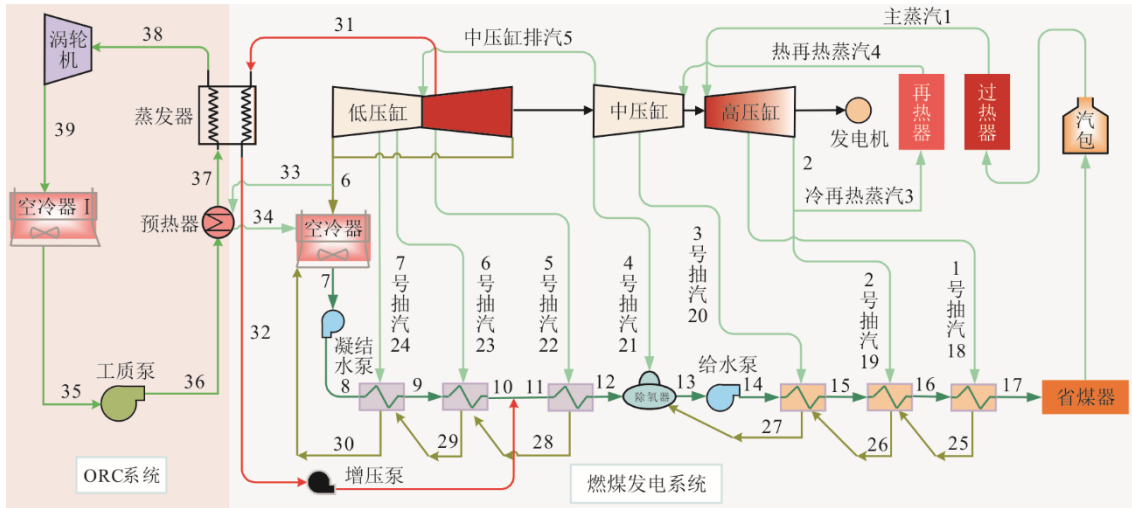 38
31
中压缸排汽5
主蒸汽1
热再热蒸汽4
涡轮机
蒸发器
低压缸
中压缸
高压缸
发电机
再热器
过热器
汽包
39
37
33
6
2
冷再热蒸汽3
空冷器 I
预热器
34
空冷器
7
7号抽汽24
6号抽汽23
5号抽汽22
4号抽汽21
3号抽汽20
2号抽汽19
1号抽汽18
32
凝结水泵
给水泵
工质泵
35
36
8
9
10
11
12
除氧器
13
14
15
16
17
省煤器
30
29
28
27
26
25
增压泵
ORC系统
燃煤发电系统